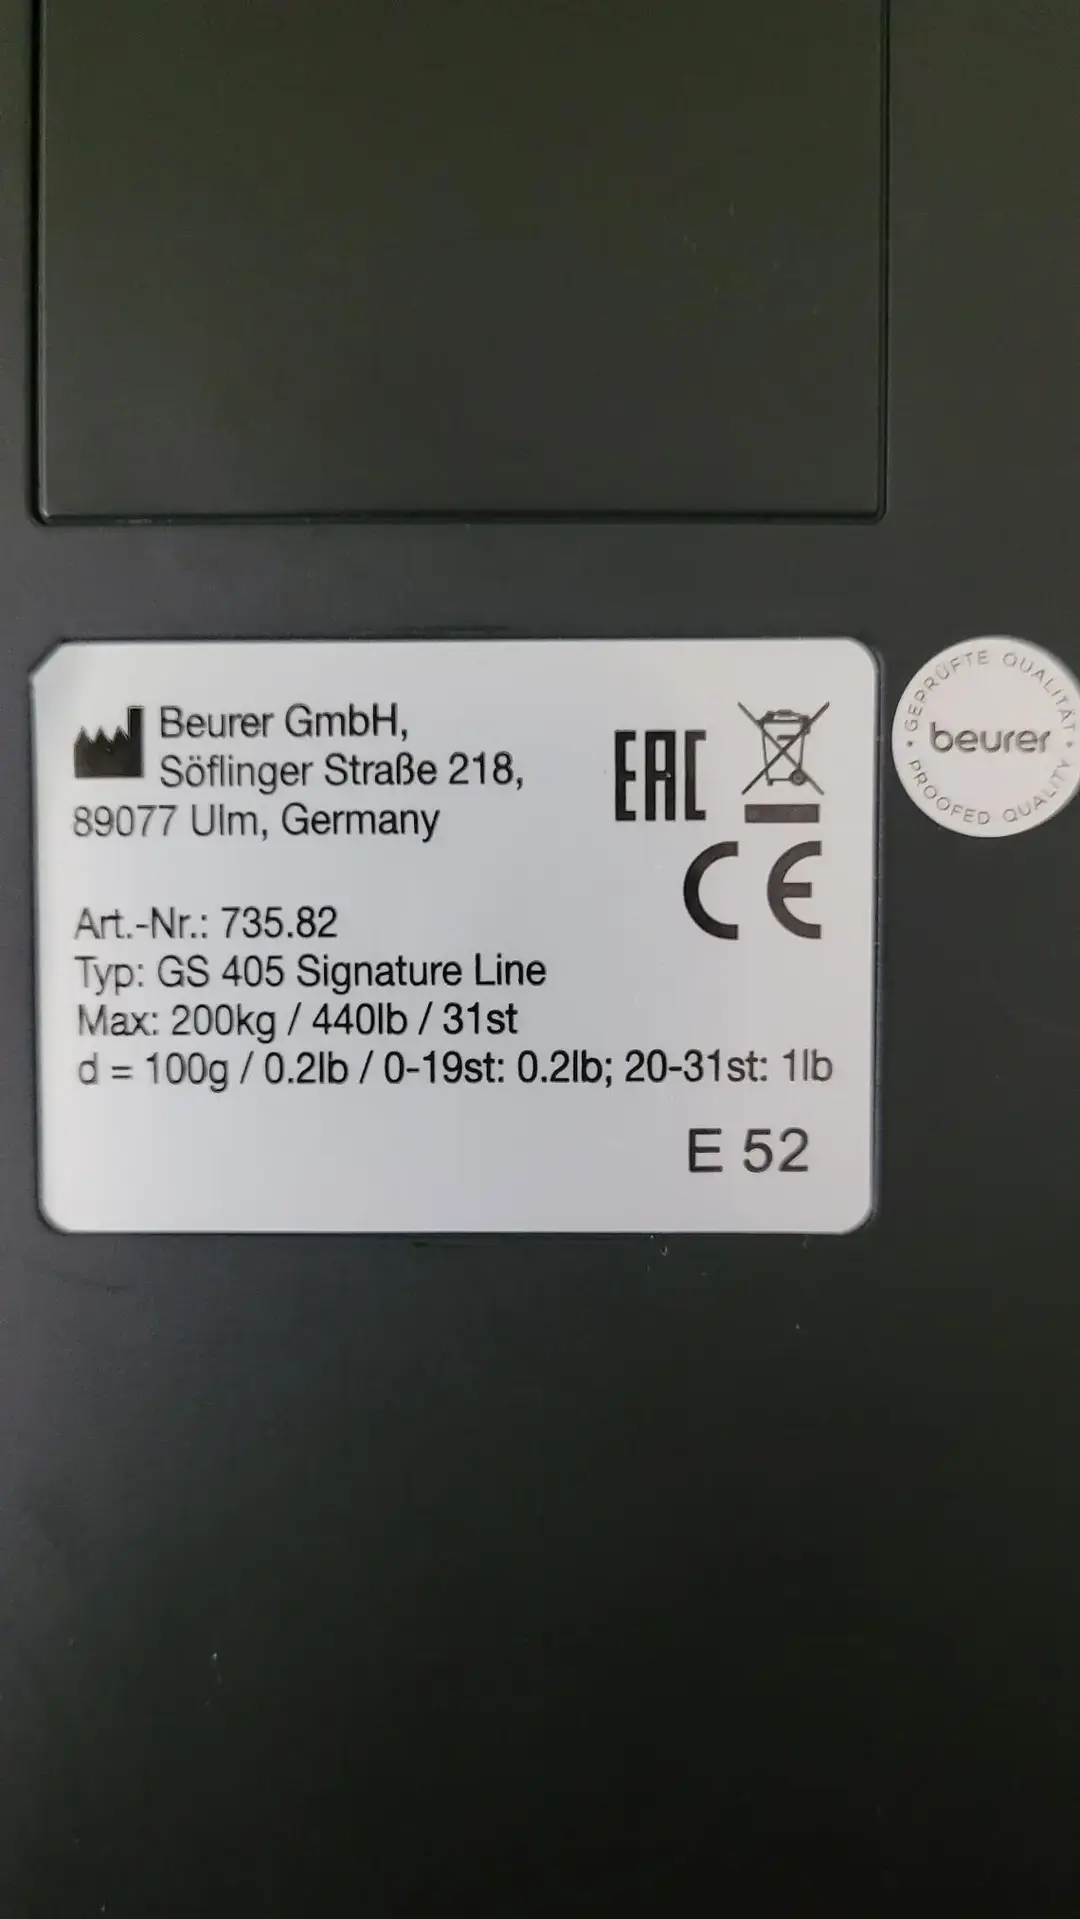 Beurer GmbH,
Söflinger Straße 218,
89077 Ulm, Germany
EAC
CE
Art.-Nr.: 735.82
Typ: GS 405 Signature Line
Max: 200kg / 440lb / 31st
d = 100g / 0.2lb / 0-19st: 0.2lb; 20-31st: 1lb
E 52
• GEPRÜFTE QUALITÄT •
beurer
PROOFED QUALITY